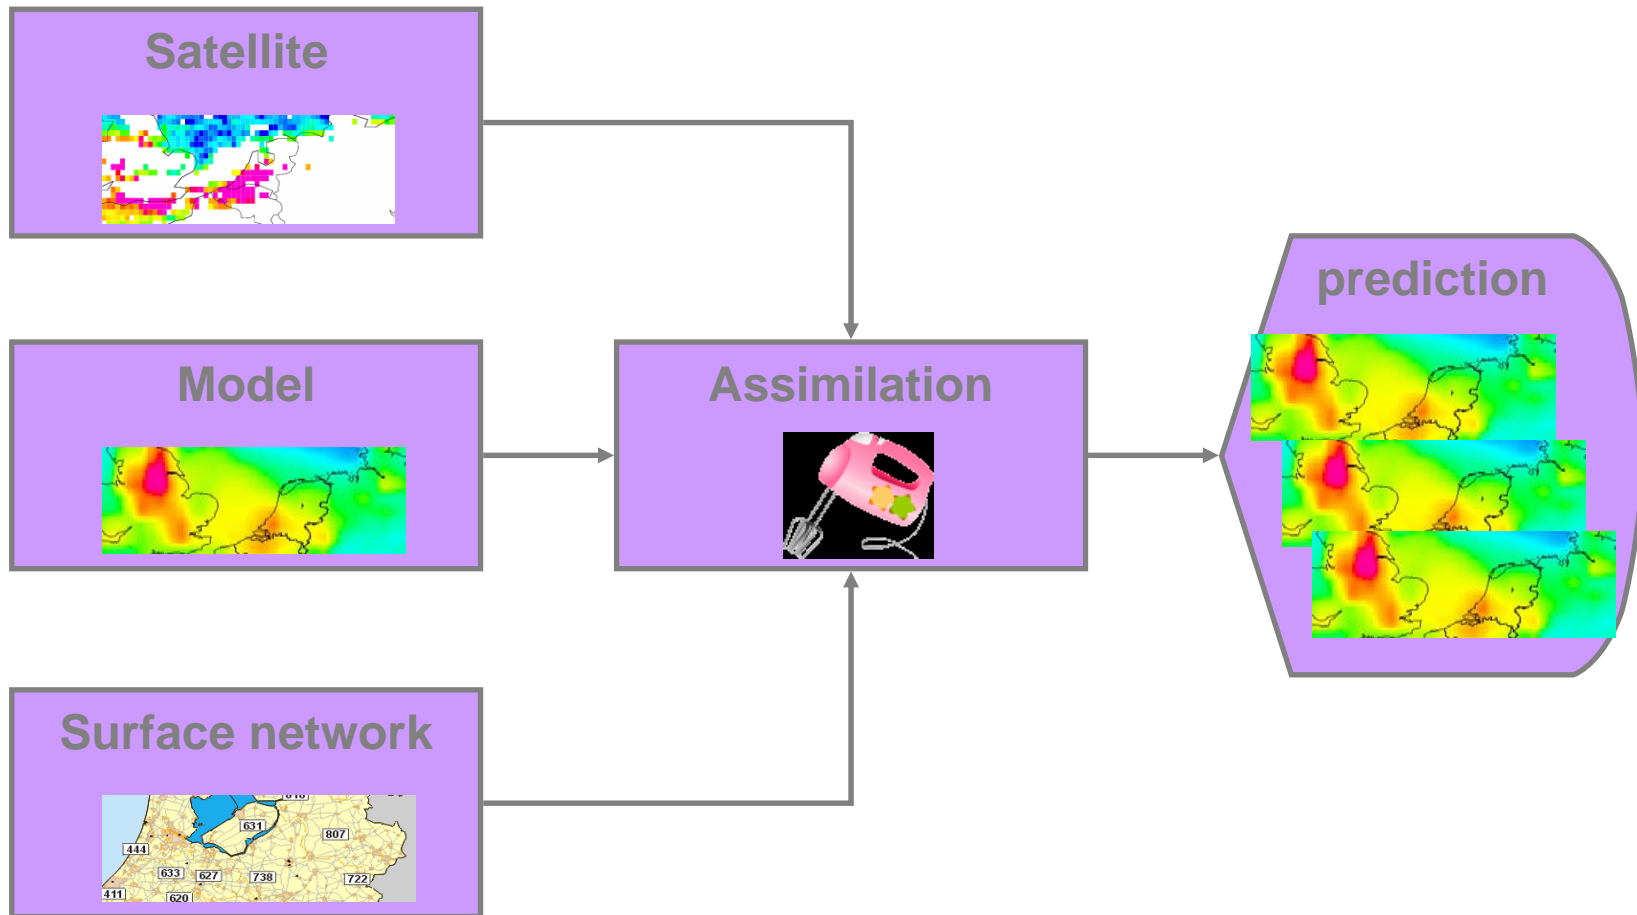 Satellite
prediction
Model
Assimilation
Surface network
631
807
444
633
627
738
722
411
620